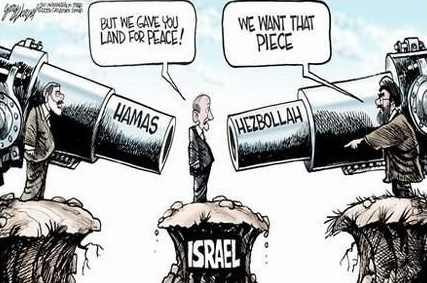 BUT WE GAVE YOU
LAND FOR PEACE!
WE WANT THAT
PIECE
HAMAS
HEZBOLLAH
ISRAEL